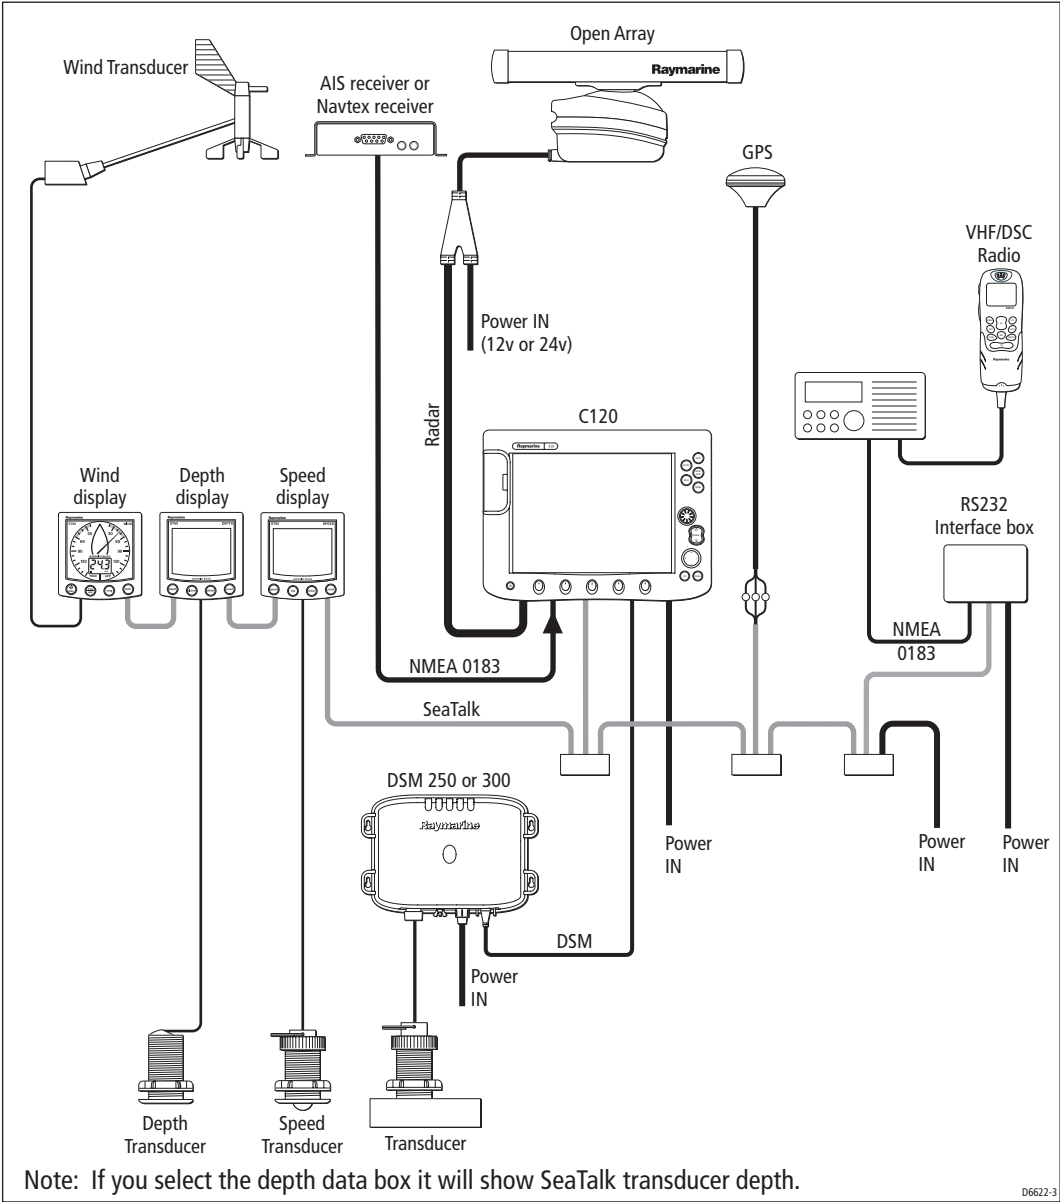 Wind Transducer
AIS receiver or
Navtex receiver
Open Array
Raymarine
GPS
VHF/DSC
Radio
Power IN
(12v or 24v)
Radar
C120
Raymarine
Wind
display
Depth
display
Speed
display
RS232
Interface box
NMEA
0183
NMEA 0183
SeaTalk
DSM 250 or 300
Raymarine
Power
IN
Power
IN
Power
IN
DSM
Power
IN
Depth
Transducer
Speed
Transducer
Transducer
Note: If you select the depth data box it will show SeaTalk transducer depth.
D6622-3